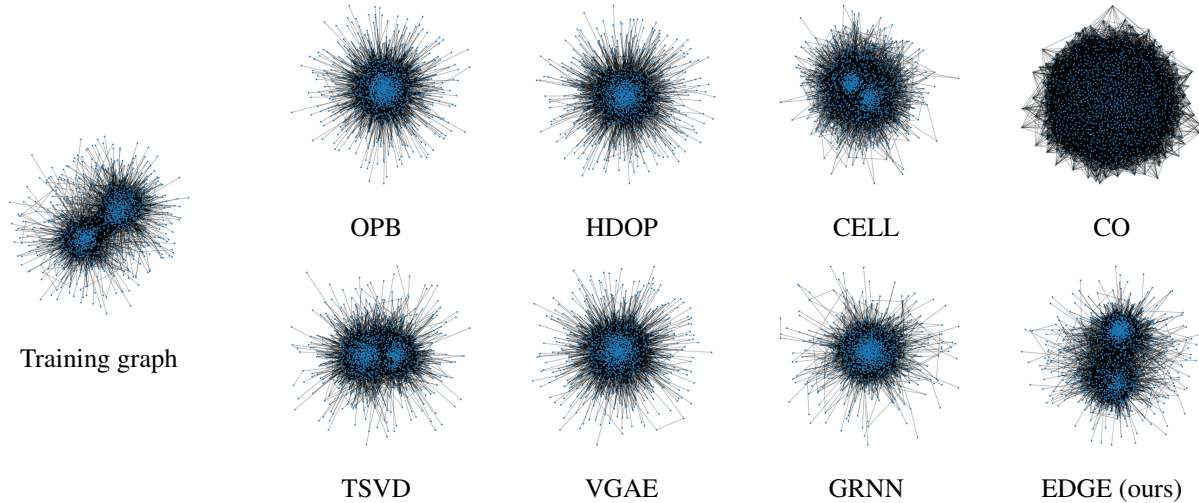 OPB
HDOP
CELL
CO
Training graph
TSVD
VGAE
GRNN
EDGE (ours)